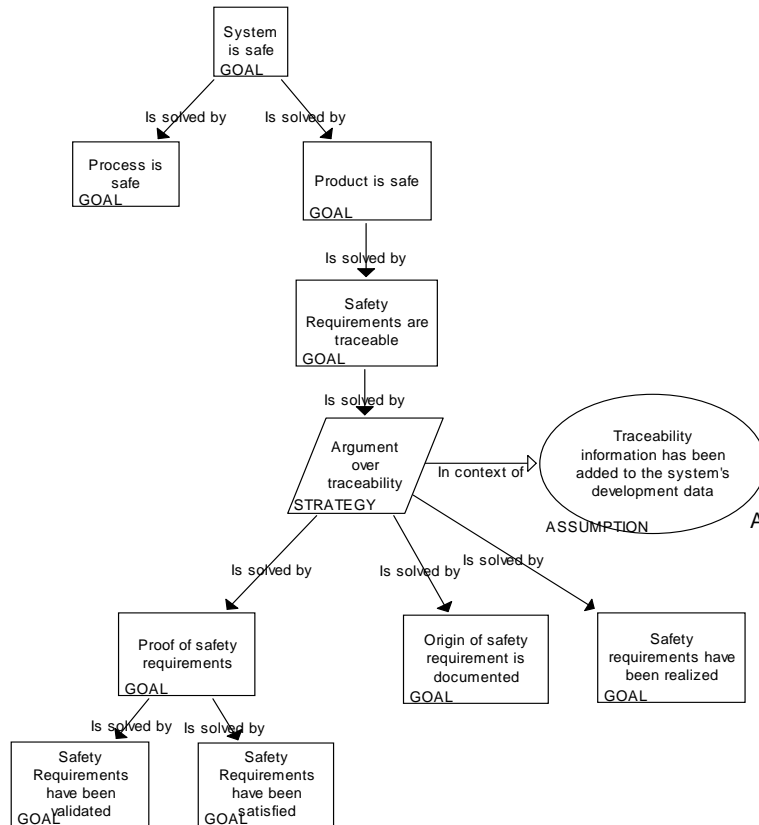 System
is safe
GOAL
Is solved by
Is solved by
Process is
safe
GOAL
Product is safe
GOAL
Is solved by
Safety
Requirements are
traceable
GOAL
Is solved by
Argument
over
traceability
STRATEGY
In context of
Traceability
information has been
added to the system's
development data
ASSUMPTION
A
Is solved by
Is solved by
Is solved by
Proof of safety
requirements
GOAL
Origin of safety
requirement is
documented
GOAL
Safety
requirements have
been realized
GOAL
Is solved by
Is solved by
Safety
Requirements
have been
validated
GOAL
Safety
Requirements
have been
satisfied
GOAL